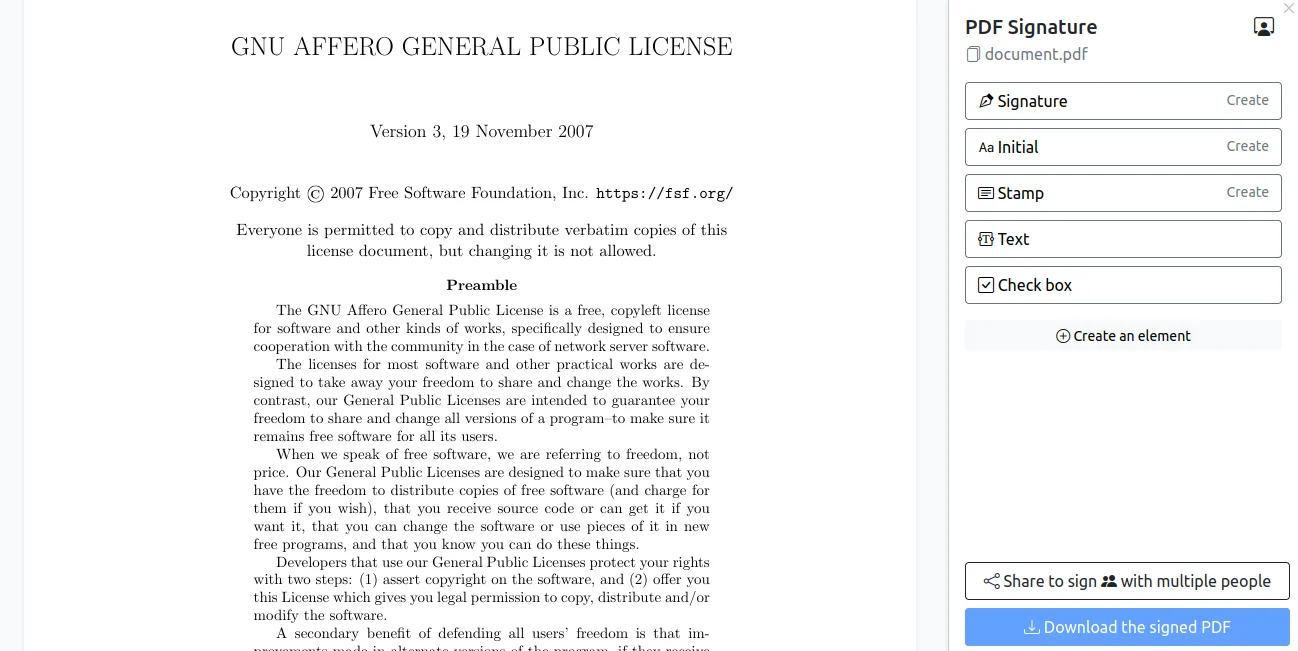 GNU AFFERO GENERAL PUBLIC LICENSE
Version 3, 19 November 2007
Copyright © 2007 Free Software Foundation, Inc. https://fsf.org/
Everyone is permitted to copy and distribute verbatim copies of this
license document, but changing it is not allowed.
Preamble
The GNU Affero General Public License is a free, copyleft license
for software and other kinds of works, specifically designed to ensure
cooperation with the community in the case of network server software.
The licenses for most software and other practical works are de-
signed to take away your freedom to share and change the works. By
contrast, our General Public Licenses are intended to guarantee your
freedom to share and change all versions of a program–to make sure it
remains free software for all its users.
When we speak of free software, we are referring to freedom, not
price. Our General Public Licenses are designed to make sure that you
have the freedom to distribute copies of free software (and charge for
them if you wish), that you receive source code or can get it if you
want it, that you can change the software or use pieces of it in new
free programs, and that you know you can do these things.
Developers that use our General Public Licenses protect your rights
with two steps: (1) assert copyright on the software, and (2) offer you
this License which gives you legal permission to copy, distribute and/or
modify the software.
A secondary benefit of defending all users' freedom is that im-
provements made in alternate versions of the program, if they receive
PDF Signature
document.pdf
Signature Create
Aa Initial Create
Stamp Create
Text
Check box
Create an element
Share to sign with multiple people
Download the signed PDF